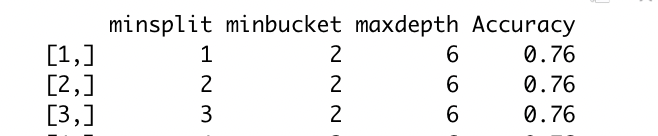 minsplit minbucket maxdepth Accuracy
[1,] 1 2 6 0.76
[2,] 2 2 6 0.76
[3,] 3 2 6 0.76